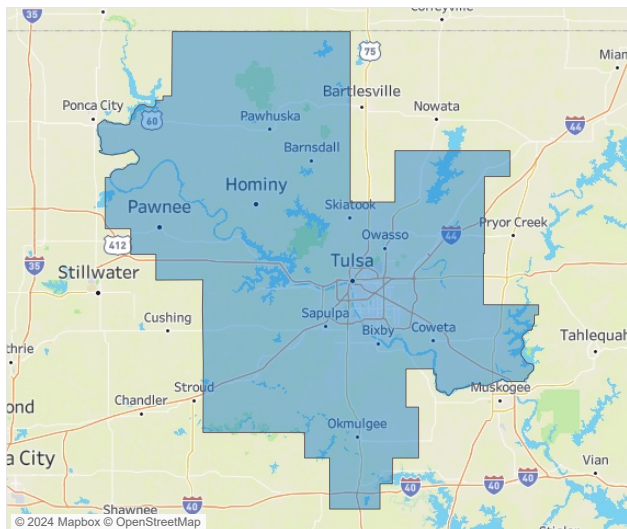 Coffeyville
35
75
Miam
Ponca City
60
Bartlesville
Nowata
Pawhuska
44
Barnsdall
Hominy
Skiatook
Pawnee
Owasso
44
Pryor Creek
412
Tulsa
35
Stillwater
Sapulpa
Cushing
Bixby
Coweta
Tahlequah
thrie
Stroud
Muskogee
Chandler
ond
Okmulgee
a City
Vian
40
40
40
40
Shawnee
© 2024 Mapbox © OpenStreetMap